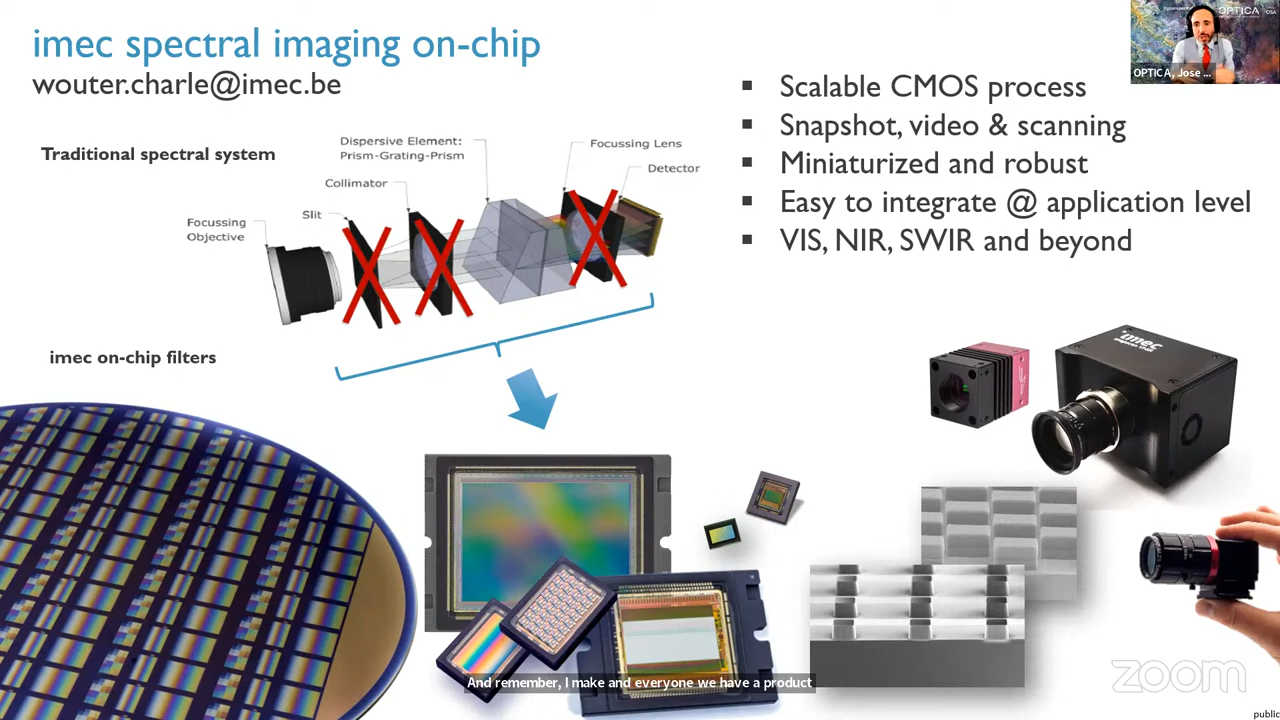 imec spectral imaging on-chip
wouter.charle@imec.be
Traditional spectral system
Dispersive Element:
Prism-Grating-Prism
Focussing Lens
Detector
Collimator
Slit
Focussing
Objective
imec on-chip filters
▪ Scalable CMOS process
▪ Snapshot, video & scanning
▪ Miniaturized and robust
▪ Easy to integrate @ application level
▪ VIS, NIR, SWIR and beyond
OPTICA
OPTICA, Jose ...
imec
And remember, I make and everyone we have a product
zoom
public